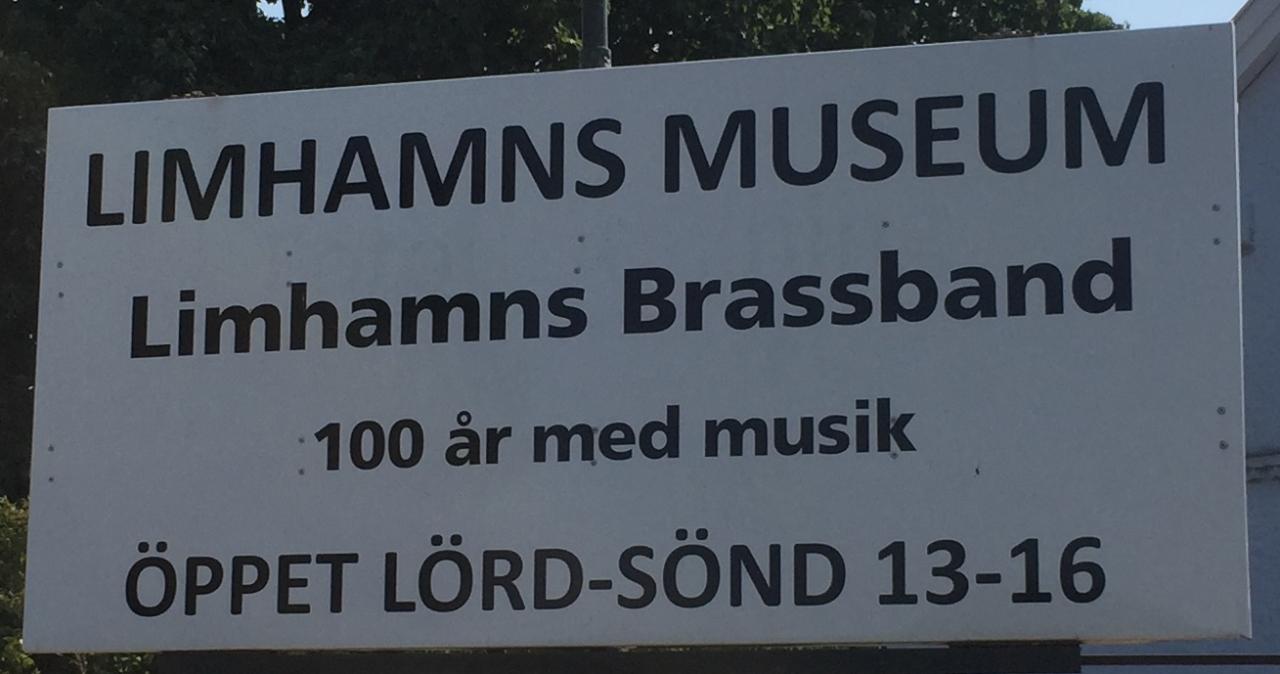 LIMHAMNS MUSEUM
Limhamns Brassband
100 år med musik
ÖPPET LÖRD-SÖND 13-16